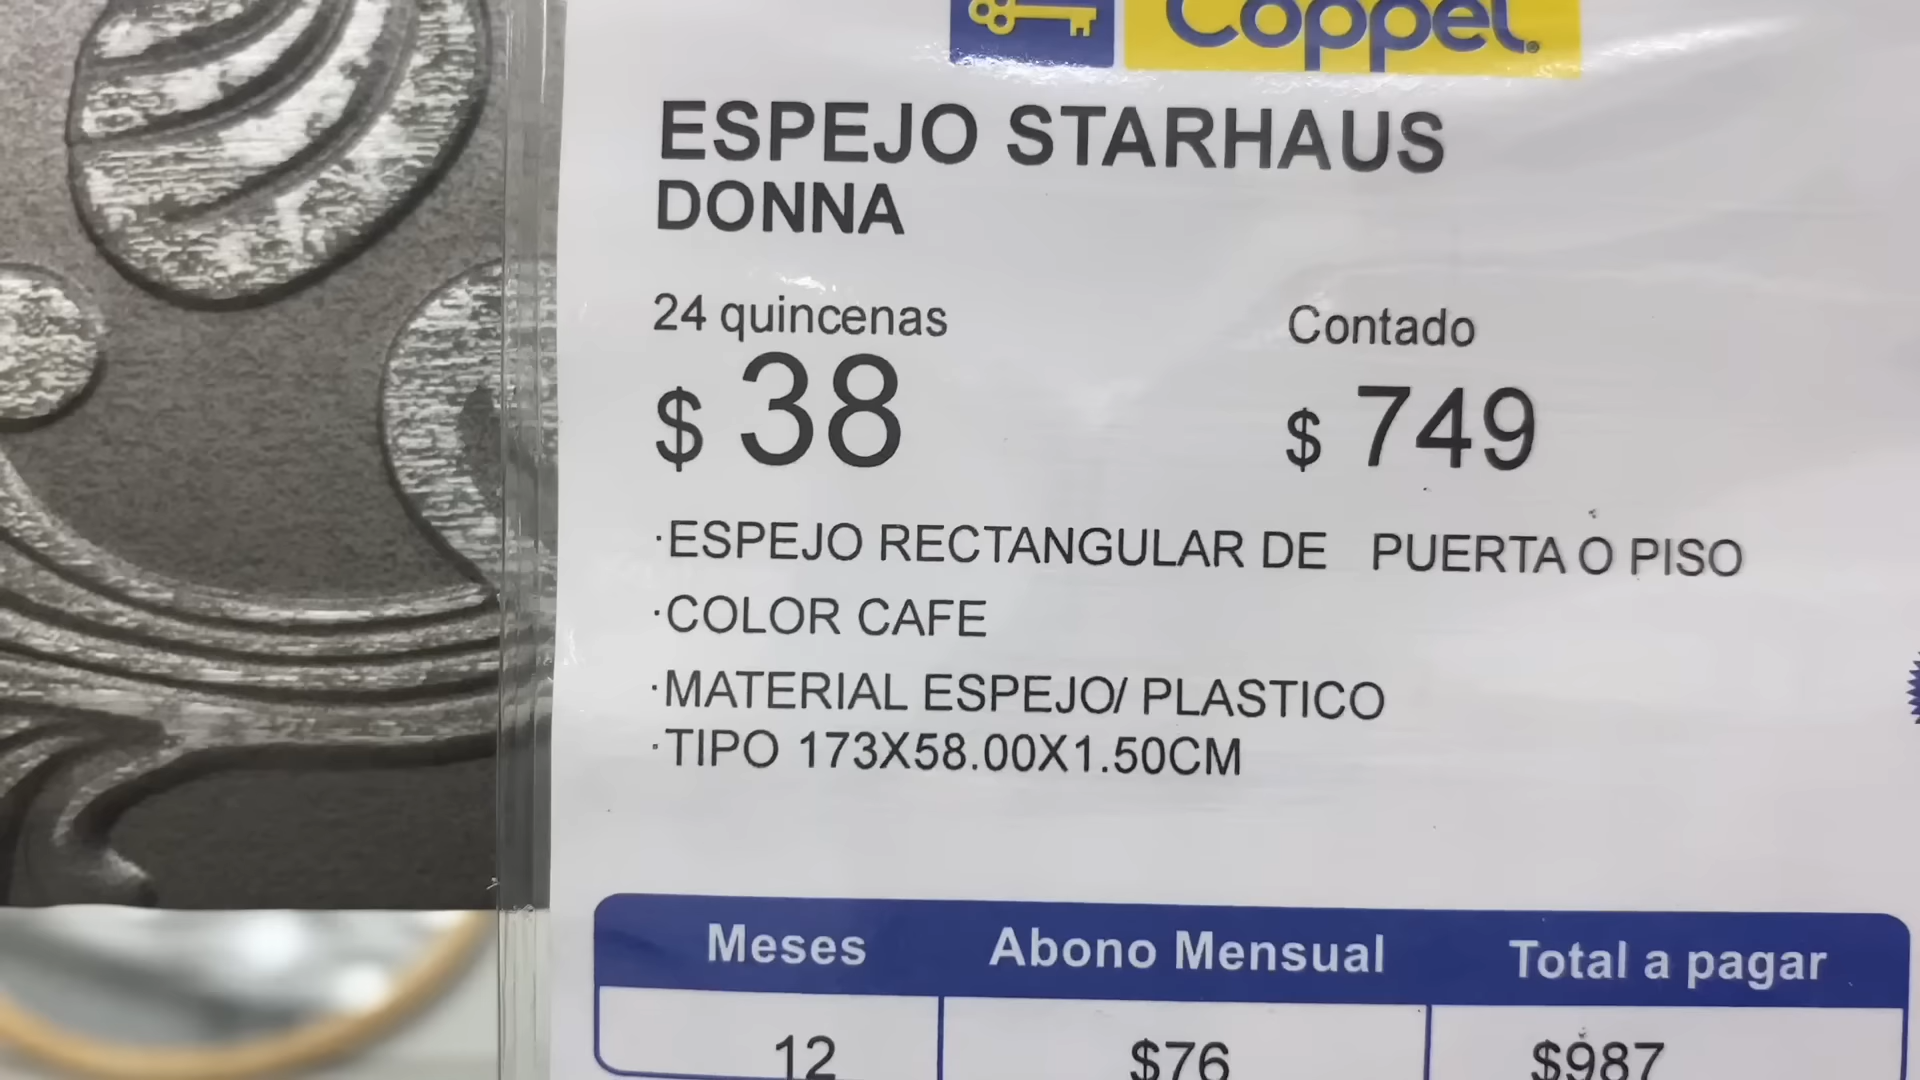 Coppel
ESPEJO STARHAUS
DONNA
24 quincenas
Contado
$ 38
$ 749
·ESPEJO RECTANGULAR DE PUERTA O PISO
·COLOR CAFE
·MATERIAL ESPEJO/ PLASTICO
·TIPO 173X58.00X1.50CM
Meses Abono Mensual Total a pagar
12 $76 $987